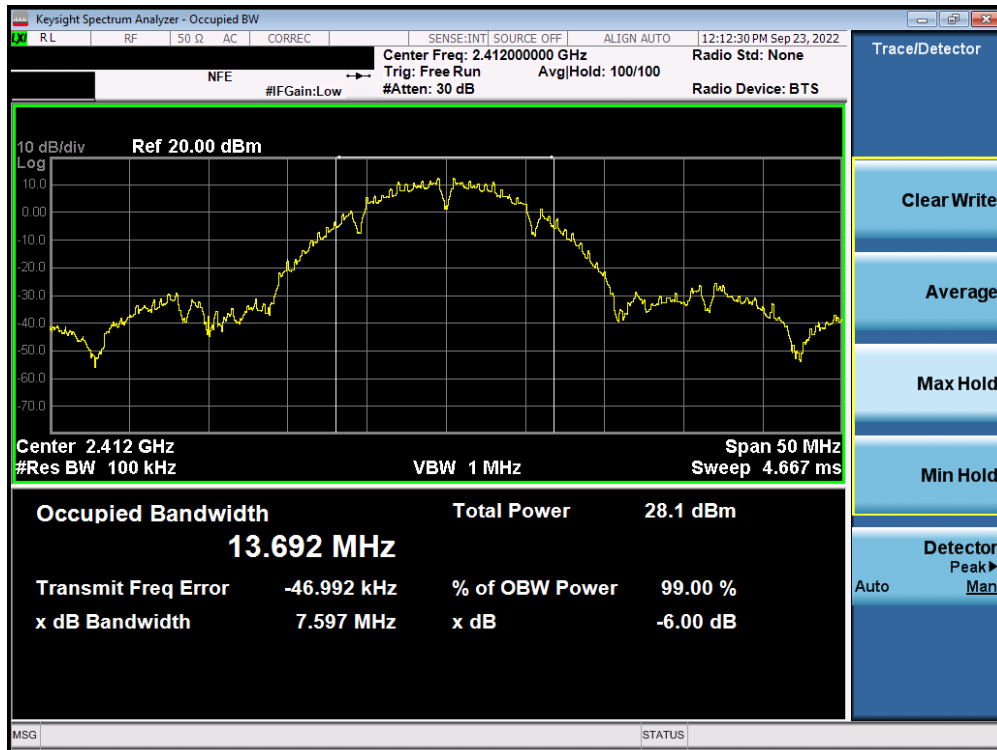 Keysight Spectrum Analyzer - Occupied BW
LXI RL RF 50 Ω AC CORREC SENSE:INT SOURCE OFF ALIGN AUTO 12:12:30 PM Sep 23, 2022
Center Freq: 2.412000000 GHz Radio Std: None
NFE Trig: Free Run Avg|Hold: 100/100
#IFGain:Low #Atten: 30 dB Radio Device: BTS
Trace/Detector
10 dB/div Ref 20.00 dBm
Log
10.0
0.00
-10.0
-20.0
-30.0
-40.0
-50.0
-60.0
-70.0
Center 2.412 GHz Span 50 MHz
#Res BW 100 kHz VBW 1 MHz Sweep 4.667 ms
Occupied Bandwidth Total Power 28.1 dBm
13.692 MHz
Transmit Freq Error -46.992 kHz % of OBW Power 99.00 %
x dB Bandwidth 7.597 MHz x dB -6.00 dB
Clear Write
Average
Max Hold
Min Hold
Detector
Peak▶
Auto Man
MSG STATUS